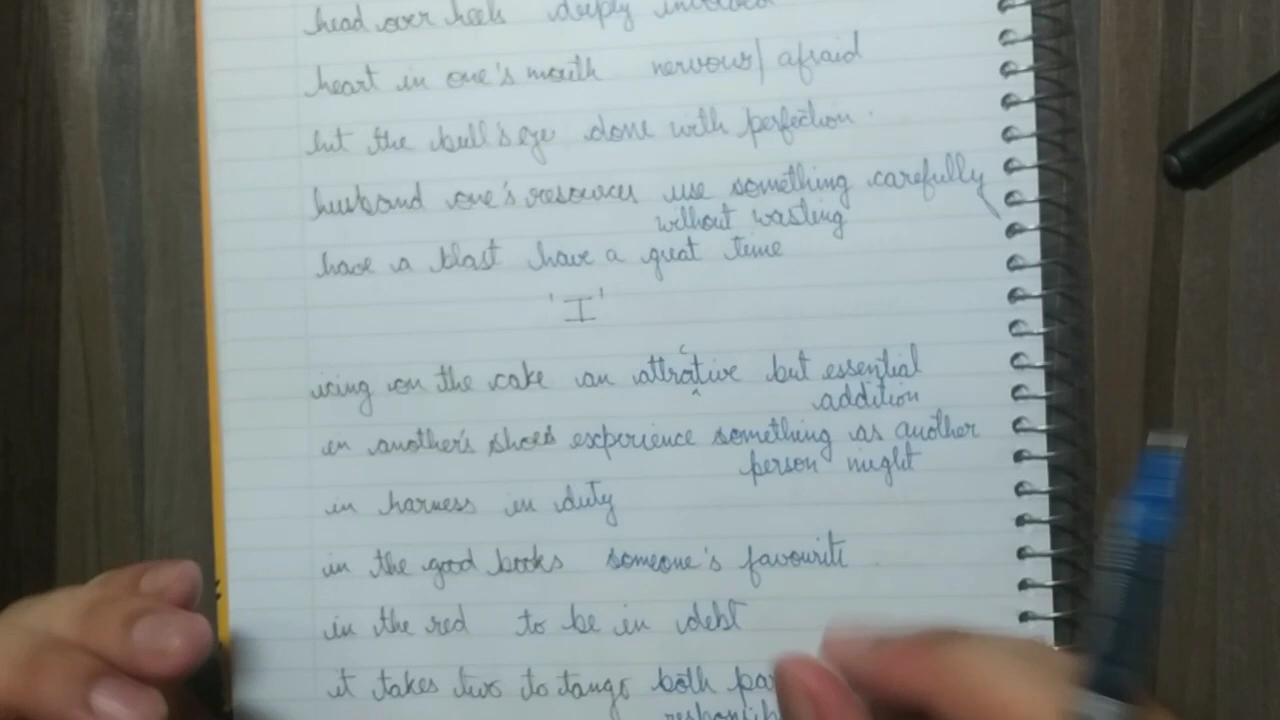 head over heels deeply involved
heart in one's mouth nervous/afraid
hit the bull's eye done with perfection.
husband one's resources use something carefully
without wasting
have a blast have a great time
'I'
icing on the cake an attractive but essential
addition
in another's shoes experience something as another
person might
in harness in duty
in the good books someone's favourite
in the red to be in debt
it takes two to tango both